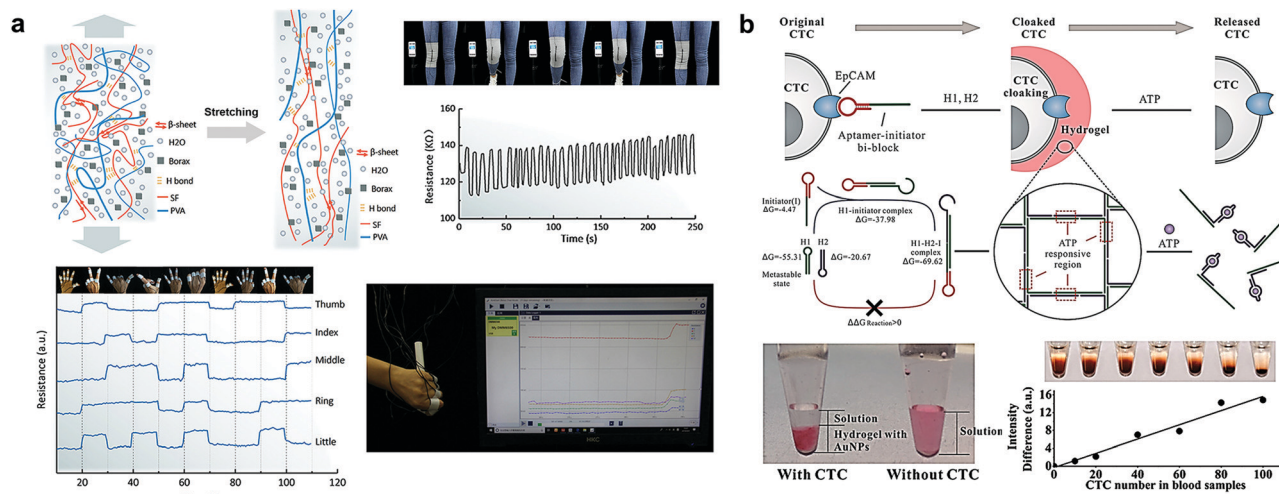 a
Stretching
β-sheet
H2O
Borax
H bond
SF
PVA
β-sheet
H2O
Borax
H bond
SF
PVA
Resistance (KΩ)
160
140
120
100
0 50 100 150 200 250
Time (s)
Resistance (a.u.)
Thumb
Index
Middle
Ring
Little
20 40 60 80 100 120
HKC
b
Original
CTC
Cloaked
CTC
Released
CTC
EpCAM
CTC
H1, H2
Aptamer-initiator
bi-block
CTC
cloaking
Hydrogel
ATP
CTC
Initiator(I)
ΔG=-4.47
H1-initiator complex
ΔG=-37.98
H1
H2
ΔG=-55.31
ΔG=-20.67
Metastable
state
H1-H2-I
complex
ΔG=-69.62
ΔΔG Reaction>0
ATP
responsive
region
ATP
Solution
Hydrogel with
AuNPs
Solution
With CTC
Without CTC
Intensity
Difference (a.u.)
16
12
8
4
0
0 20 40 60 80 100
CTC number in blood samples